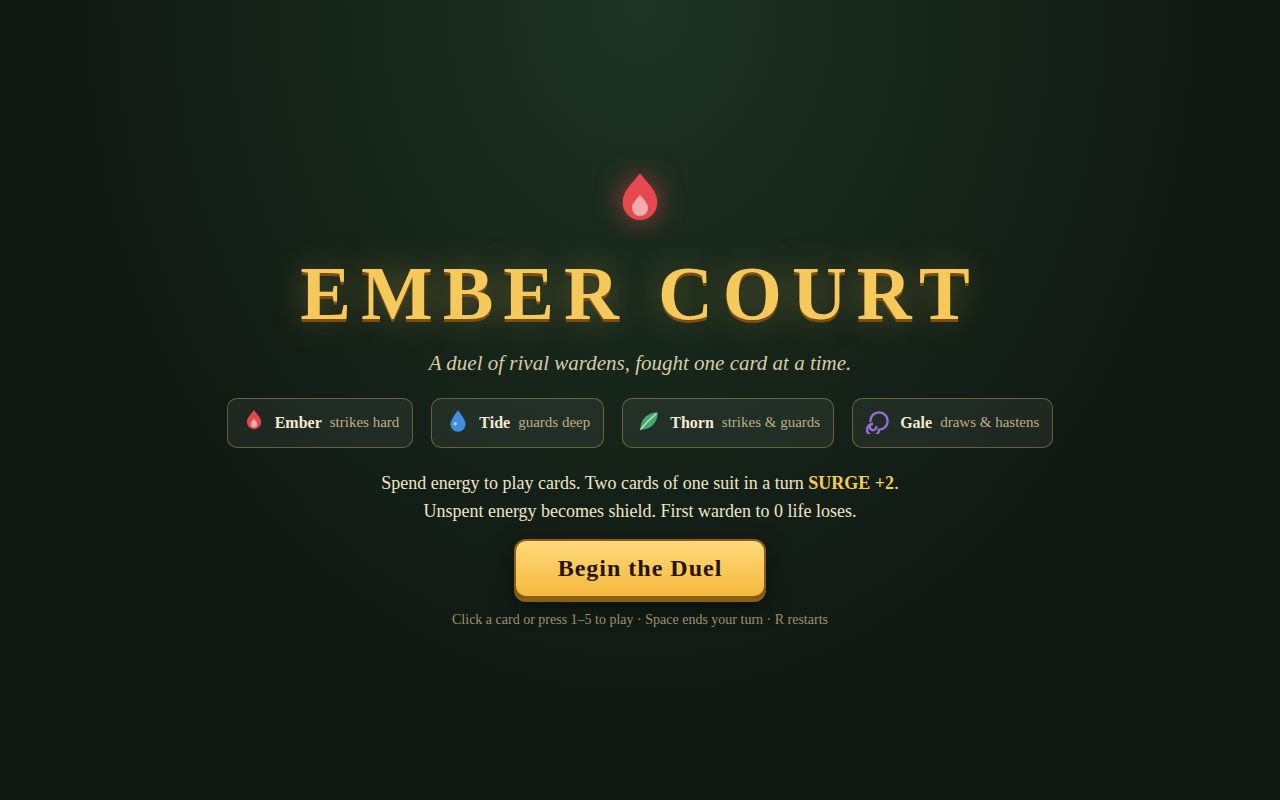 EMBER COURT
A duel of rival wardens, fought one card at a time.
Ember strikes hard
Tide guards deep
Thorn strikes & guards
Gale draws & hastens
Spend energy to play cards. Two cards of one suit in a turn SURGE +2.
Unspent energy becomes shield. First warden to 0 life loses.
Begin the Duel
Click a card or press 1–5 to play · Space ends your turn · R restarts